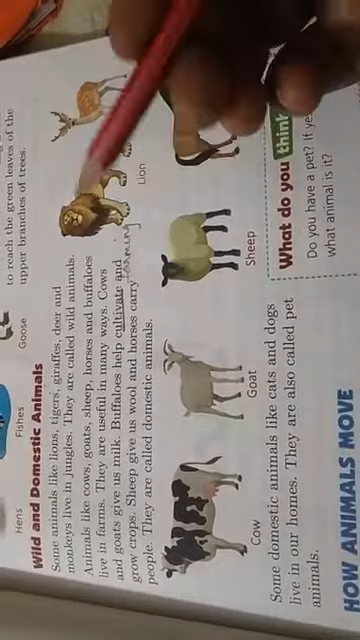 to reach the green leaves of the
upper branches of trees.
Hens
Fishes
Goose
Wild and Domestic Animals
Some animals like lions, tigers, giraffes, deer and
monkeys live in jungles. They are called wild animals.
Animals like cows, goats, sheep, horses and buffaloes
live in farms. They are useful in many ways. Cows
and goats give us milk. Buffaloes help cultivate and
grow crops. Sheep give us wool and horses carry
people. They are called domestic animals.
Lion
Cow
Goat
Sheep
Some domestic animals like cats and dogs
live in our homes. They are also called pet
animals.
What do you think
Do you have a pet? If
what animal is it?
HOW ANIMALS MOVE